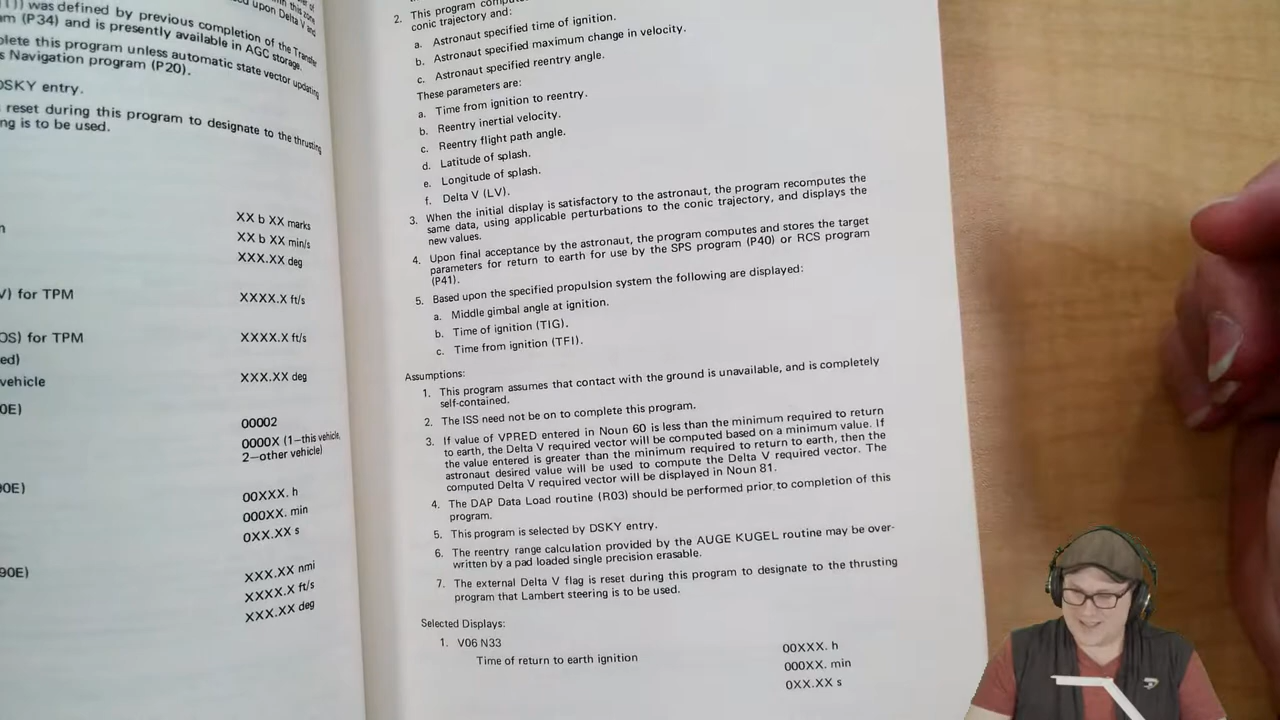 was defined by previous completion of the Transfer
(P34) and is presently available in AGC storage.
this program unless automatic state vector updating
Navigation program (P20).
DSKY entry.
reset during this program to designate to the thrusting
is to be used.
XX b XX marks
XX b XX min/s
XXX.XX deg
for TPM XXXX.X ft/s
for TPM XXXX.X ft/s
vehicle XXX.XX deg
00002
0000X (1—this vehicle,
2—other vehicle)
00XXX. h
000XX. min
0XX.XX s
XXX.XX nmi
XXXX.X ft/s
XXX.XX deg
2. This program
conic trajectory and:
a. Astronaut specified time of ignition.
b. Astronaut specified maximum change in velocity.
c. Astronaut specified reentry angle.
These parameters are:
a. Time from ignition to reentry.
b. Reentry inertial velocity.
c. Reentry flight path angle.
d. Latitude of splash.
e. Longitude of splash.
f. Delta V (LV).
3. When the initial display is satisfactory to the astronaut, the program recomputes the
same data, using applicable perturbations to the conic trajectory, and displays the
new values.
4. Upon final acceptance by the astronaut, the program computes and stores the target
parameters for return to earth for use by the SPS program (P40) or RCS program
(P41).
5. Based upon the specified propulsion system the following are displayed:
a. Middle gimbal angle at ignition.
b. Time of ignition (TIG).
c. Time from ignition (TFI).
Assumptions:
1. This program assumes that contact with the ground is unavailable, and is completely
self-contained.
2. The ISS need not be on to complete this program.
3. If value of VPRED entered in Noun 60 is less than the minimum required to return
to earth, the Delta V required vector will be computed based on a minimum value. If
the value entered is greater than the minimum required to return to earth, then the
astronaut desired value will be used to compute the Delta V required vector. The
computed Delta V required vector will be displayed in Noun 81.
4. The DAP Data Load routine (R03) should be performed prior to completion of this
program.
5. This program is selected by DSKY entry.
6. The reentry range calculation provided by the AUGE KUGEL routine may be over-
written by a pad loaded single precision erasable.
7. The external Delta V flag is reset during this program to designate to the thrusting
program that Lambert steering is to be used.
Selected Displays:
1. V06 N33
Time of return to earth ignition 00XXX. h
000XX. min
0XX.XX s